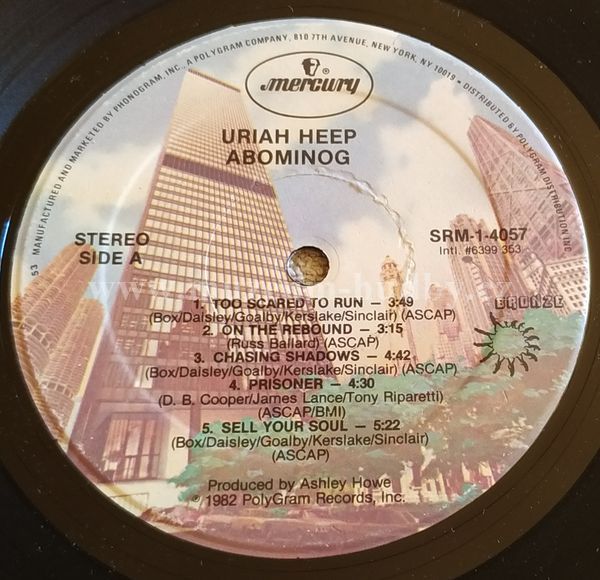 53 MANUFACTURED AND MARKETED BY PHONOGRAM, INC., A POLYGRAM COMPANY, 810 7TH AVENUE, NEW YORK, NY 10019 • DISTRIBUTED BY POLYGRAM DISTRIBUTION INC
mercury
URIAH HEEP
ABOMINOG
STEREO
SIDE A
SRM-1-4057
Intl. #6399 353
BRONZE
1. TOO SCARED TO RUN — 3:49
(Box/Daisley/Goalby/Kerslake/Sinclair) (ASCAP)
2. ON THE REBOUND — 3:15
(Russ Ballard) (ASCAP)
3. CHASING SHADOWS — 4:42
(Box/Daisley/Goalby/Kerslake/Sinclair) (ASCAP)
4. PRISONER — 4:30
(D. B. Cooper/James Lance/Tony Riparetti)
(ASCAP/BMI)
5. SELL YOUR SOUL — 5:22
(Box/Daisley/Goalby/Kerslake/Sinclair)
(ASCAP)
Produced by Ashley Howe
℗ 1982 PolyGram Records, Inc.